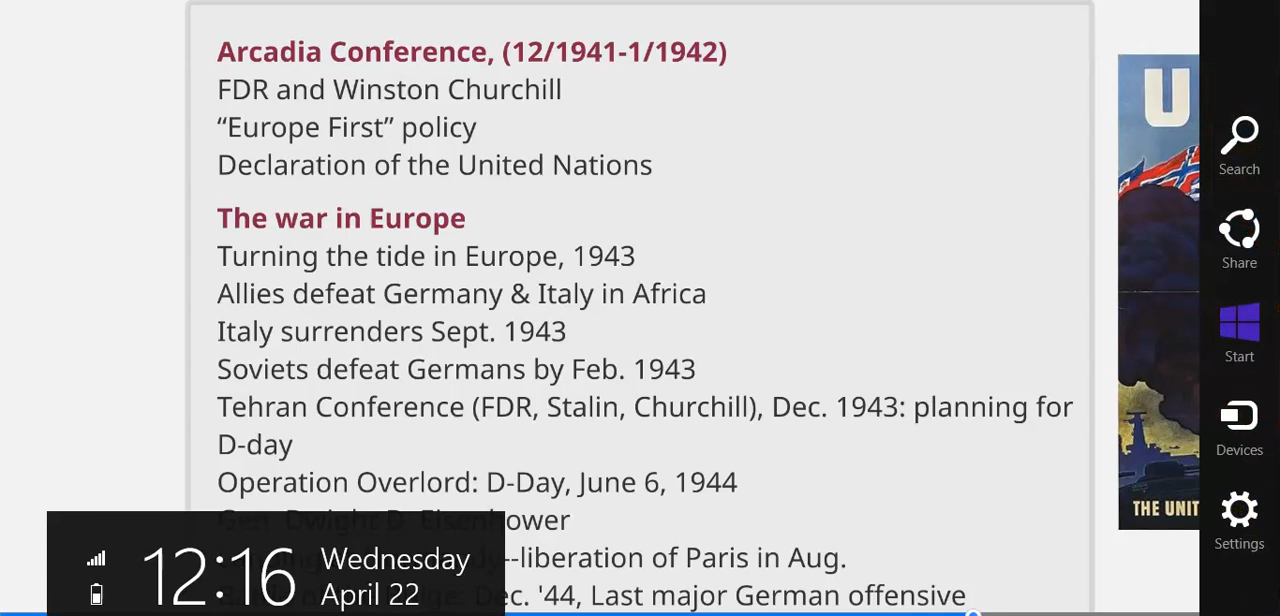 Arcadia Conference, (12/1941-1/1942)
FDR and Winston Churchill
“Europe First” policy
Declaration of the United Nations
The war in Europe
Turning the tide in Europe, 1943
Allies defeat Germany & Italy in Africa
Italy surrenders Sept. 1943
Soviets defeat Germans by Feb. 1943
Tehran Conference (FDR, Stalin, Churchill), Dec. 1943: planning for
D-day
Operation Overlord: D-Day, June 6, 1944
Gen. Dwight D. Eisenhower
--liberation of Paris in Aug.
Dec. '44, Last major German offensive
U
THE UNIT
Search
Share
Start
Devices
Settings
12:16
Wednesday
April 22